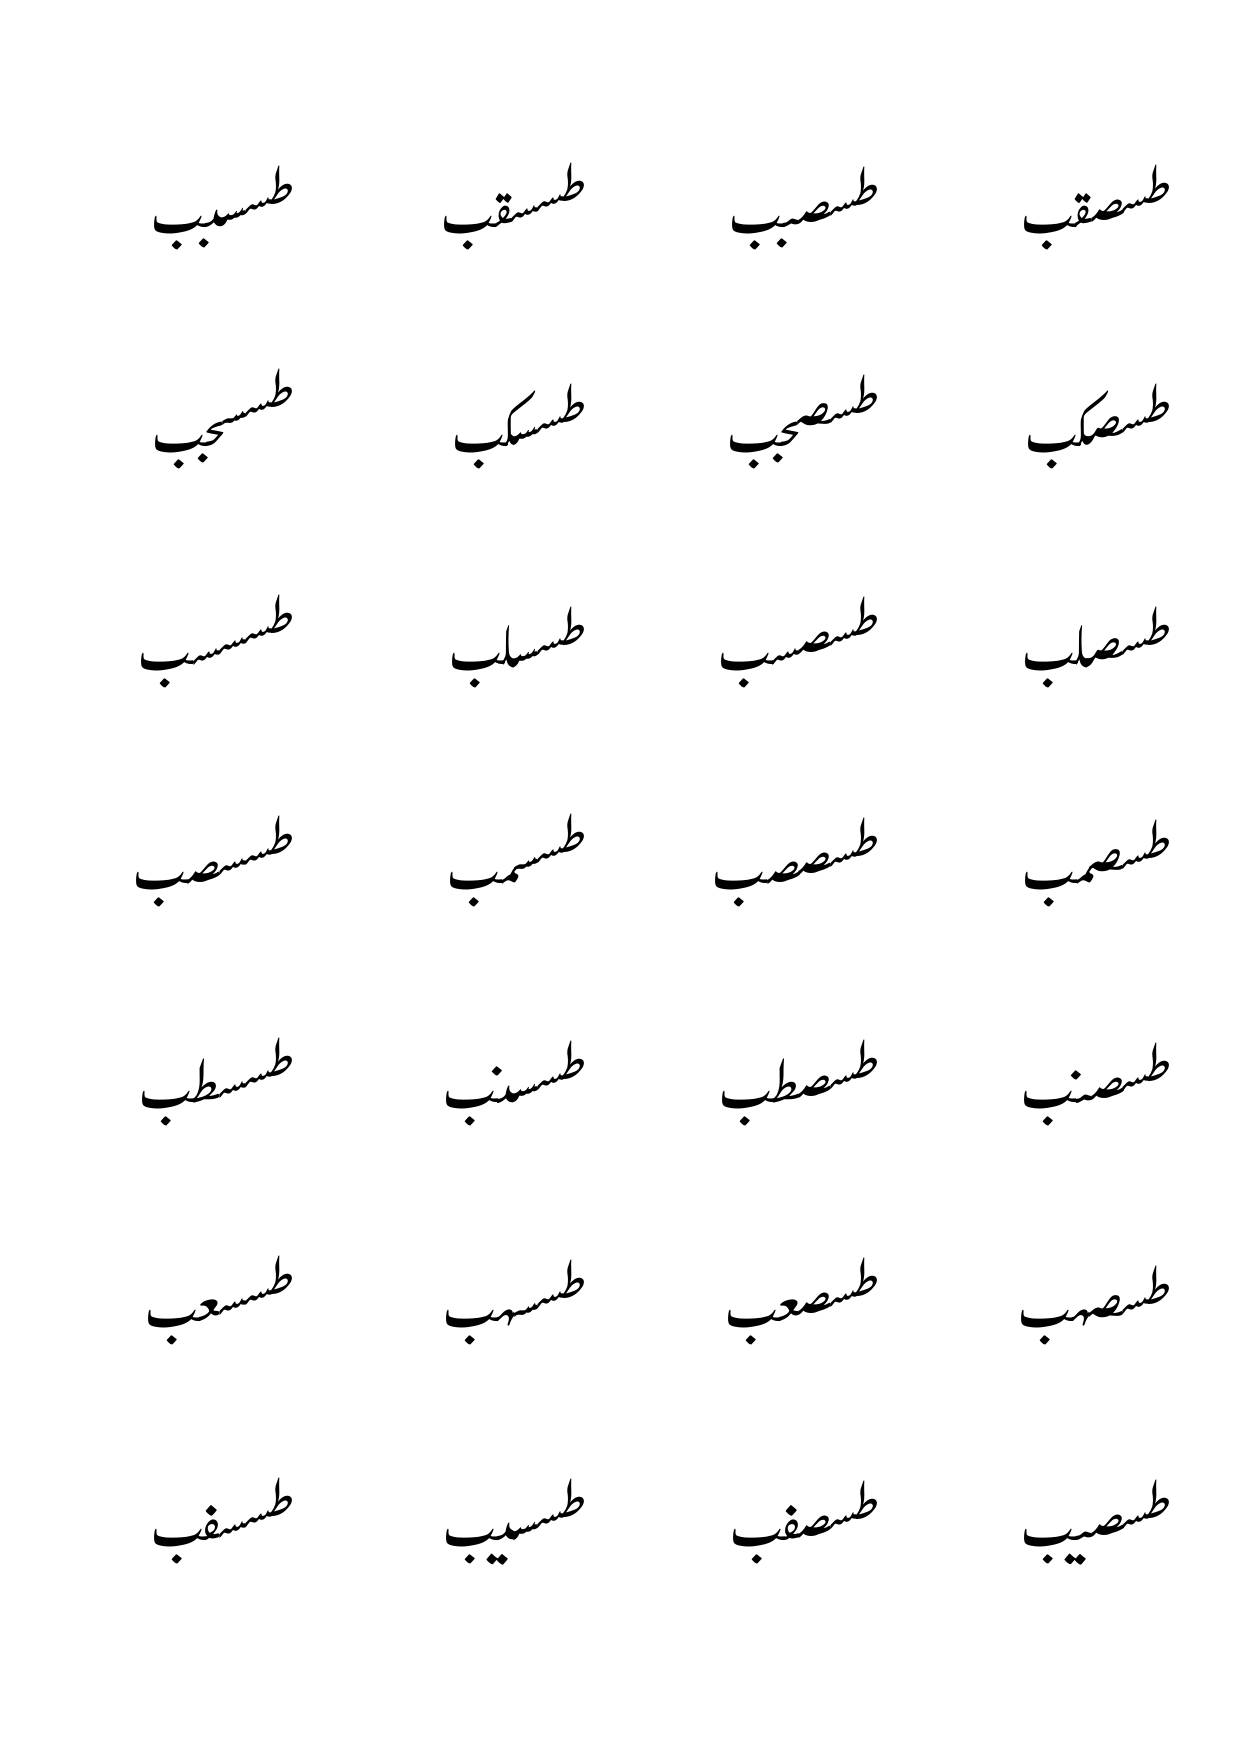 طسصقب طسصبب طسسقب طسسبب
طسصكب طسصجب طسسكب طسسجب
طسصلب طسصسب طسسلب طسسسب
طسصمب طسصصب طسسمب طسسصب
طسصنب طسصطب طسسنب طسسطب
طسصهب طسصعب طسسهب طسسعب
طسصيب طسصفب طسسيب طسسفب